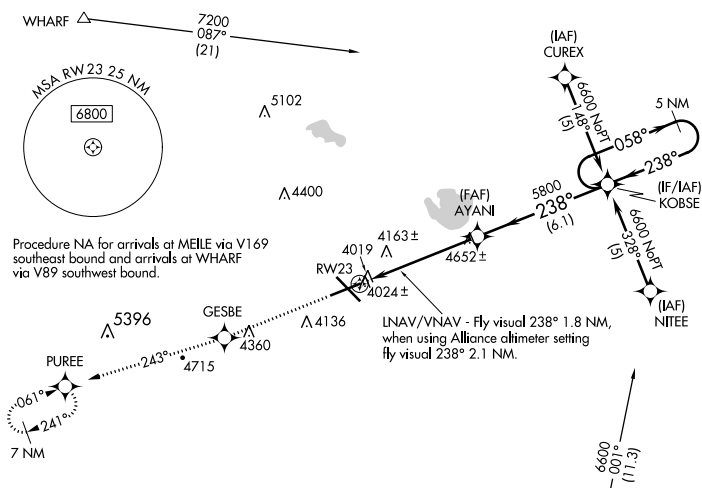 WHARF
7200
087°
(21)
MSA RW23 25 NM
6800
5102
4400
(IAF)
CUREX
6600 NoPT
148°
(5)
5 NM
058°
238°
(IF/IAF)
KOBSE
5800
238°
(6.1)
(FAF)
AYANI
6600 NoPT
328°
(5)
(IAF)
NITEE
Procedure NA for arrivals at MEILE via V169
southeast bound and arrivals at WHARF
via V89 southwest bound.
4163±
4652±
4019
RW23
4024±
4136
LNAV/VNAV - Fly visual 238° 1.8 NM,
when using Alliance altimeter setting
fly visual 238° 2.1 NM.
GESBE
5396
4360
243°
4715
PUREE
061°
241°
7 NM
6600
001°
(11.3)